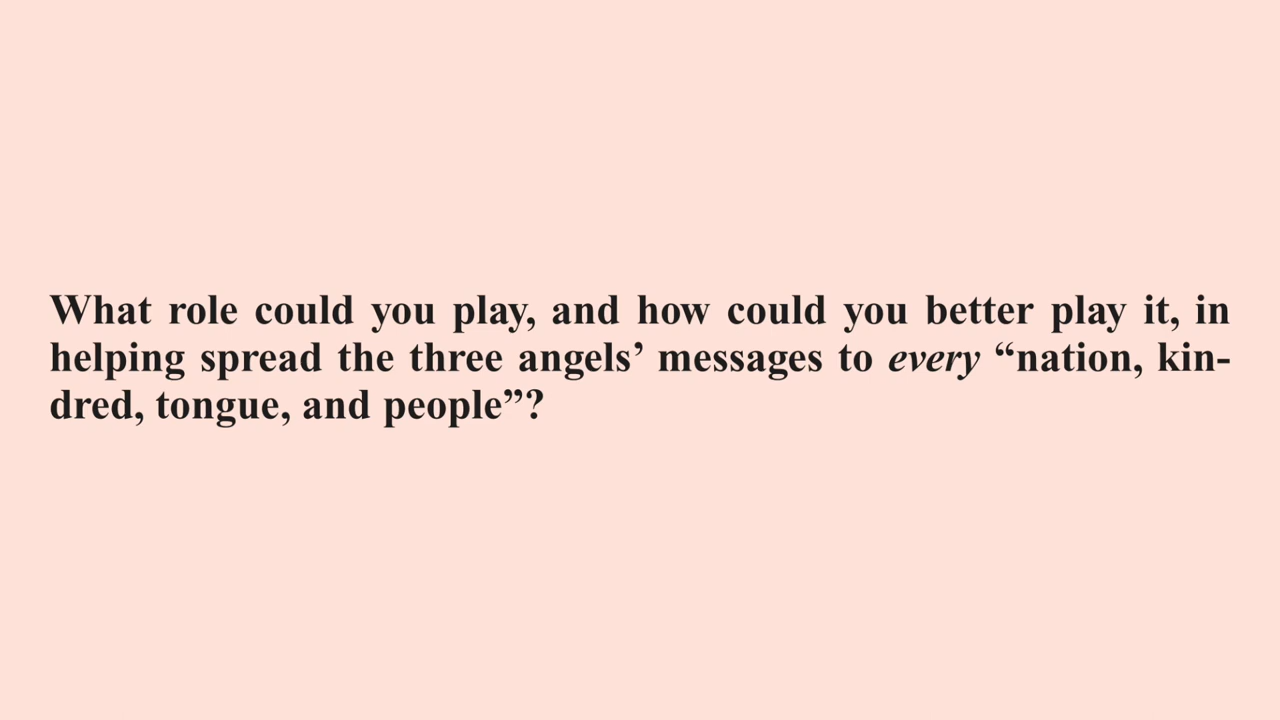 What role could you play, and how could you better play it, in
helping spread the three angels’ messages to every “nation, kin-
dred, tongue, and people”?